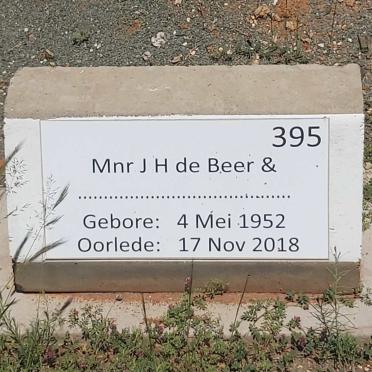 395
Mnr J H de Beer &
.......................................
Gebore: 4 Mei 1952
Oorlede: 17 Nov 2018